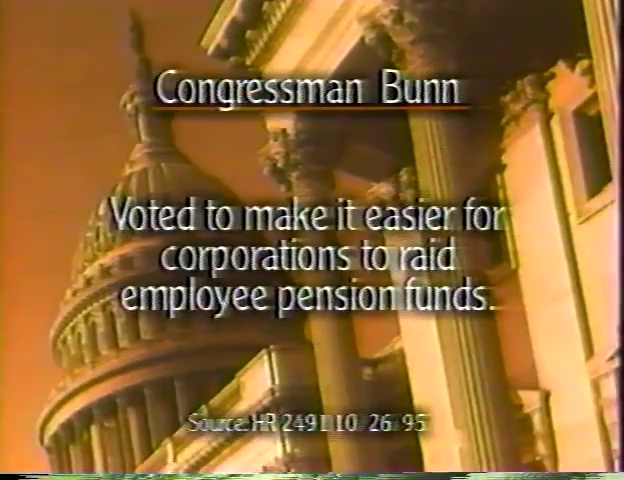 Congressman Bunn
Voted to make it easier for
corporations to raid
employee pension funds.
Source: HR 2491 10/26/95